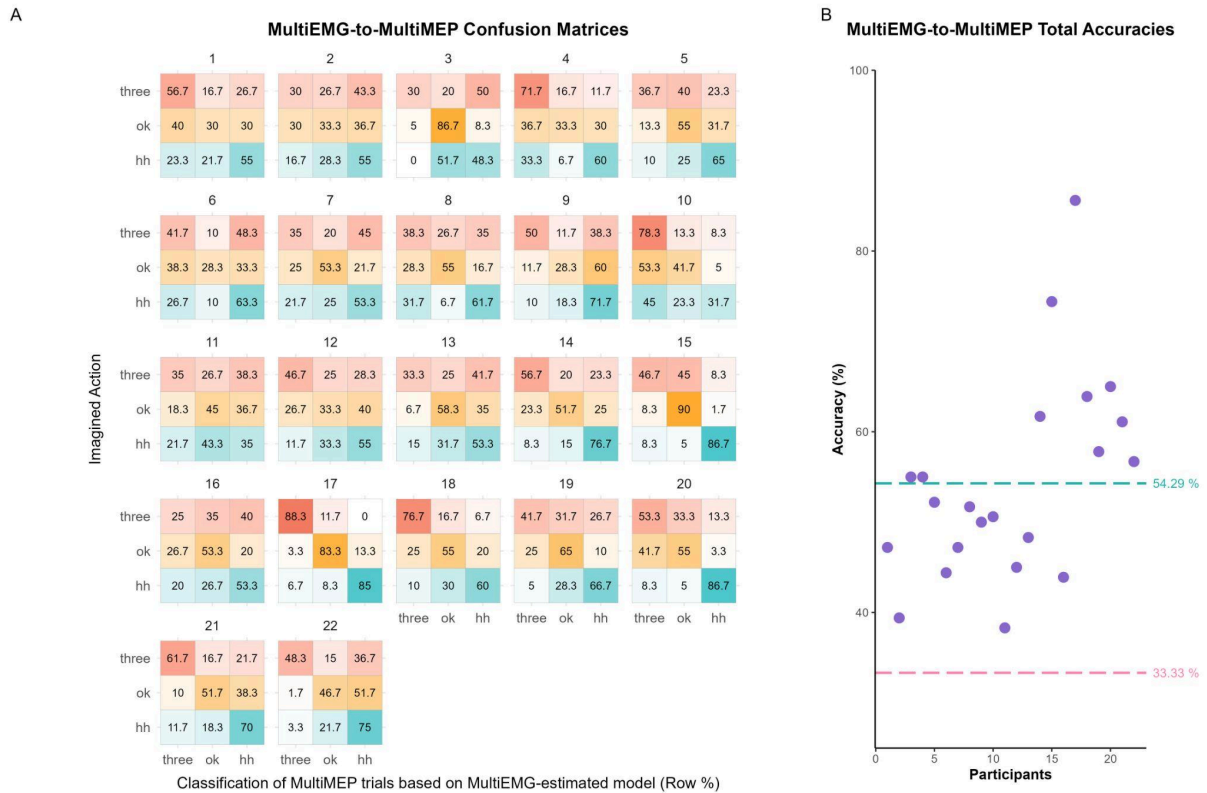 A
MultiEMG-to-MultiMEP Confusion Matrices
1 2 3 4 5
three 56.7 16.7 26.7 30 26.7 43.3 30 20 50 71.7 16.7 11.7 36.7 40 23.3
ok 40 30 30 30 33.3 36.7 5 86.7 8.3 36.7 33.3 30 13.3 55 31.7
hh 23.3 21.7 55 16.7 28.3 55 0 51.7 48.3 33.3 6.7 60 10 25 65
6 7 8 9 10
three 41.7 10 48.3 35 20 45 38.3 26.7 35 50 11.7 38.3 78.3 13.3 8.3
ok 38.3 28.3 33.3 25 53.3 21.7 28.3 55 16.7 11.7 28.3 60 53.3 41.7 5
hh 26.7 10 63.3 21.7 25 53.3 31.7 6.7 61.7 10 18.3 71.7 45 23.3 31.7
11 12 13 14 15
three 35 26.7 38.3 46.7 25 28.3 33.3 25 41.7 56.7 20 23.3 46.7 45 8.3
ok 18.3 45 36.7 26.7 33.3 40 6.7 58.3 35 23.3 51.7 25 8.3 90 1.7
hh 21.7 43.3 35 11.7 33.3 55 15 31.7 53.3 8.3 15 76.7 8.3 5 86.7
16 17 18 19 20
three 25 35 40 88.3 11.7 0 76.7 16.7 6.7 41.7 31.7 26.7 53.3 33.3 13.3
ok 26.7 53.3 20 3.3 83.3 13.3 25 55 20 25 65 10 41.7 55 3.3
hh 20 26.7 53.3 6.7 8.3 85 10 30 60 5 28.3 66.7 8.3 5 86.7
three ok hh three ok hh three ok hh
21 22
three 61.7 16.7 21.7 48.3 15 36.7
ok 10 51.7 38.3 1.7 46.7 51.7
hh 11.7 18.3 70 3.3 21.7 75
three ok hh three ok hh
Imagined Action
Classification of MultiMEP trials based on MultiEMG-estimated model (Row %)
B
MultiEMG-to-MultiMEP Total Accuracies
100
80
60
40
Accuracy (%)
54.29 %
33.33 %
0 5 10 15 20
Participants